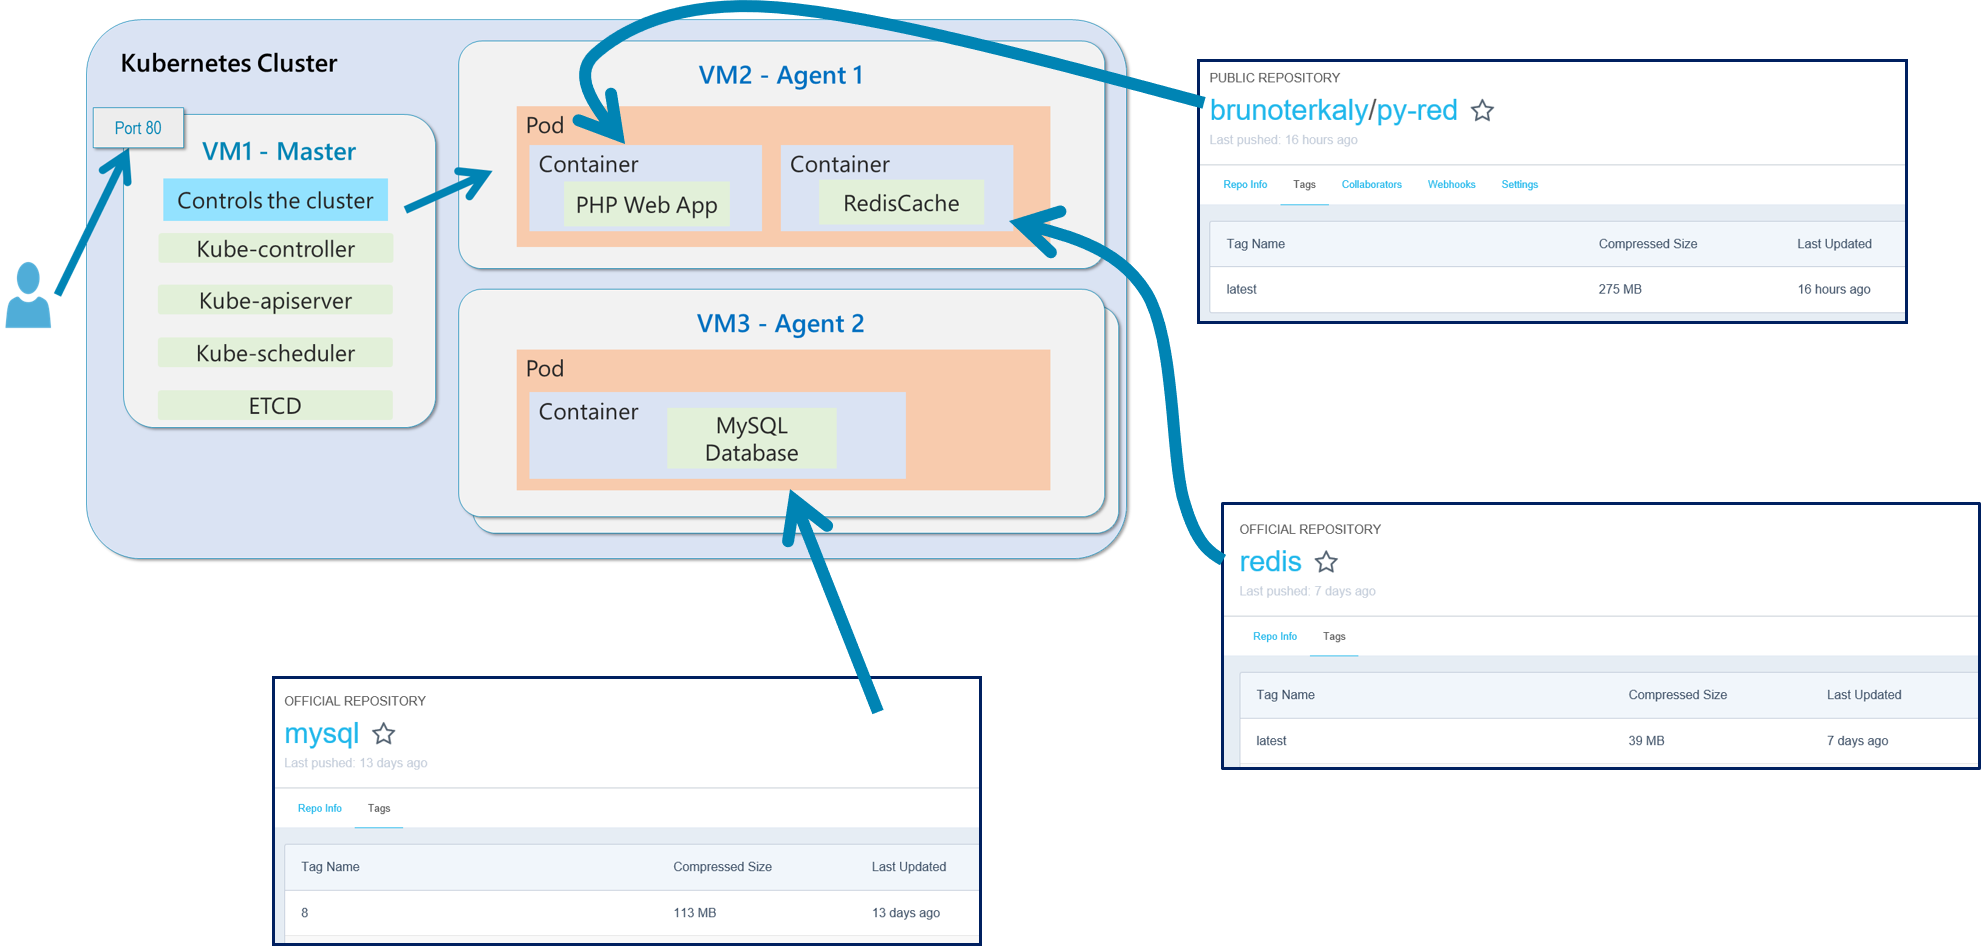 Kubernetes Cluster
Port 80
VM1 - Master
Controls the cluster
Kube-controller
Kube-apiserver
Kube-scheduler
ETCD
VM2 - Agent 1
Pod
Container
PHP Web App
Container
RedisCache
VM3 - Agent 2
Pod
Container
MySQL
Database
PUBLIC REPOSITORY
brunoterkaly/py-red
Last pushed: 16 hours ago
Repo Info Tags Collaborators Webhooks Settings
Tag Name Compressed Size Last Updated
latest 275 MB 16 hours ago
OFFICIAL REPOSITORY
redis
Last pushed: 7 days ago
Repo Info Tags
Tag Name Compressed Size Last Updated
latest 39 MB 7 days ago
OFFICIAL REPOSITORY
mysql
Last pushed: 13 days ago
Repo Info Tags
Tag Name Compressed Size Last Updated
8 113 MB 13 days ago